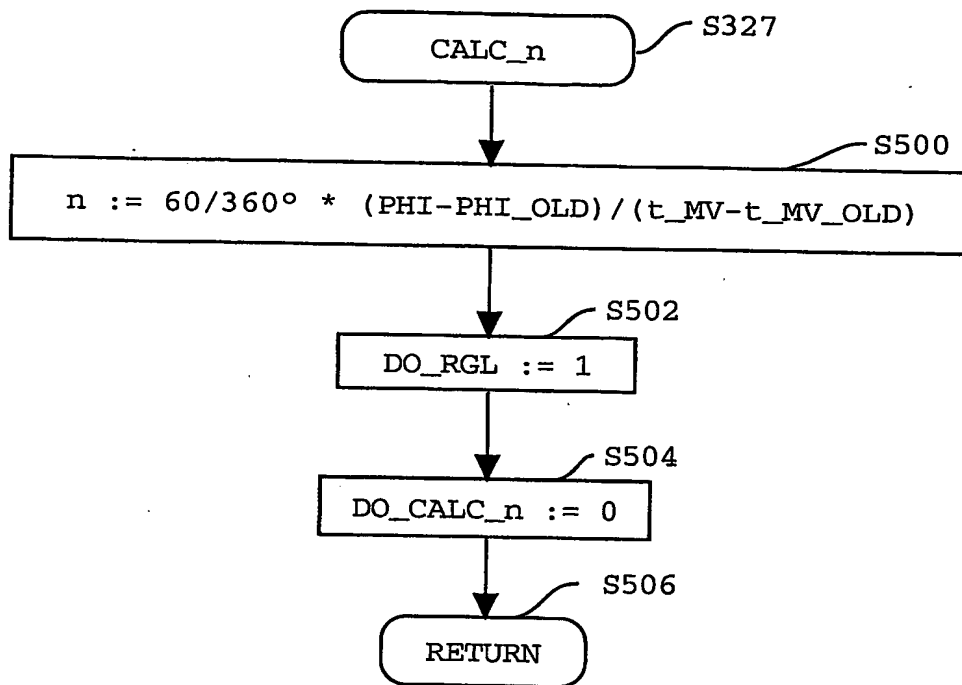 S327
CALC_n
S500
n := 60/360° * (PHI-PHI_OLD)/(t_MV-t_MV_OLD)
S502
DO_RGL := 1
S504
DO_CALC_n := 0
S506
RETURN